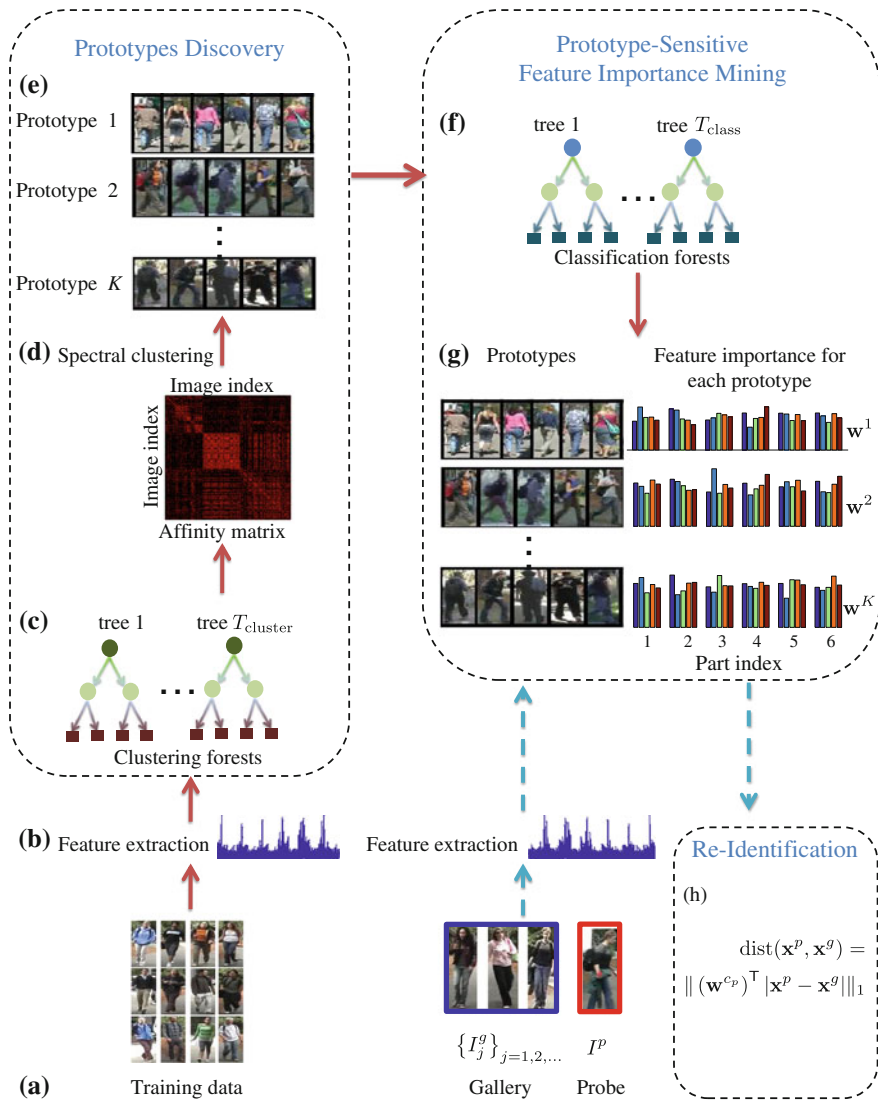 Prototypes Discovery
(e)
Prototype 1
Prototype 2
Prototype K
(d) Spectral clustering
Image index
Image index
Affinity matrix
(c)
tree 1 tree T_cluster
Clustering forests
(b) Feature extraction
(a) Training data
Prototype-Sensitive
Feature Importance Mining
(f)
tree 1 tree T_class
Classification forests
(g) Prototypes
Feature importance for
each prototype
w^1
w^2
w^K
1 2 3 4 5 6
Part index
Feature extraction
{I_j^g}_{j=1,2,...} I^p
Gallery Probe
Re-Identification
(h)
dist(x^p, x^g) =
‖ (w^{c_p})^T |x^p − x^g| ‖_1